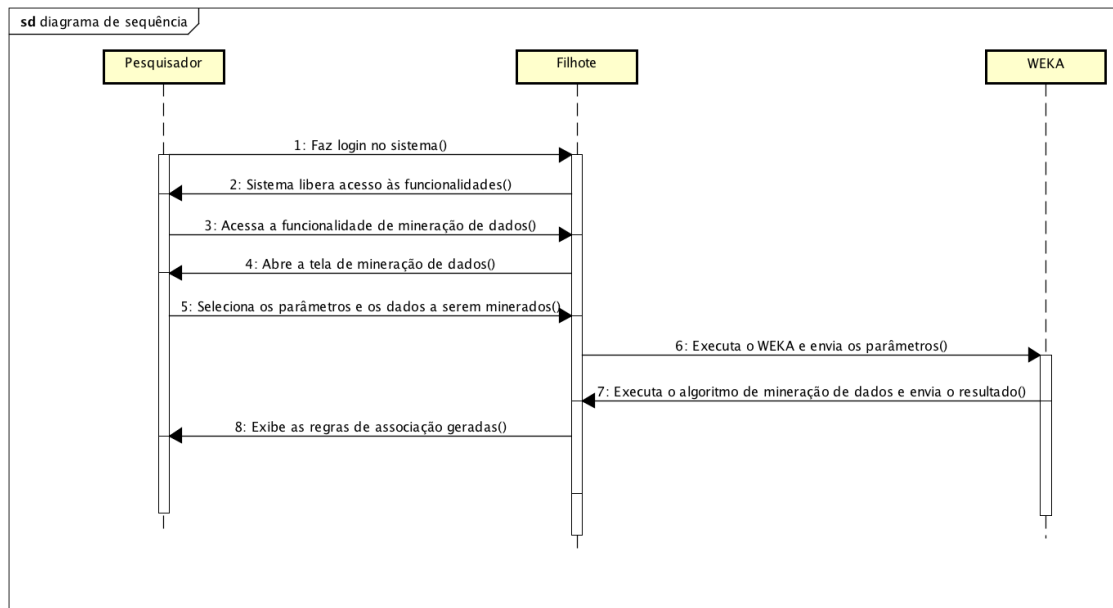 sd diagrama de sequência
Pesquisador
Filhote
WEKA
1: Faz login no sistema()
2: Sistema libera acesso às funcionalidades()
3: Acessa a funcionalidade de mineração de dados()
4: Abre a tela de mineração de dados()
5: Seleciona os parâmetros e os dados a serem minerados()
6: Executa o WEKA e envia os parâmetros()
7: Executa o algoritmo de mineração de dados e envia o resultado()
8: Exibe as regras de associação geradas()